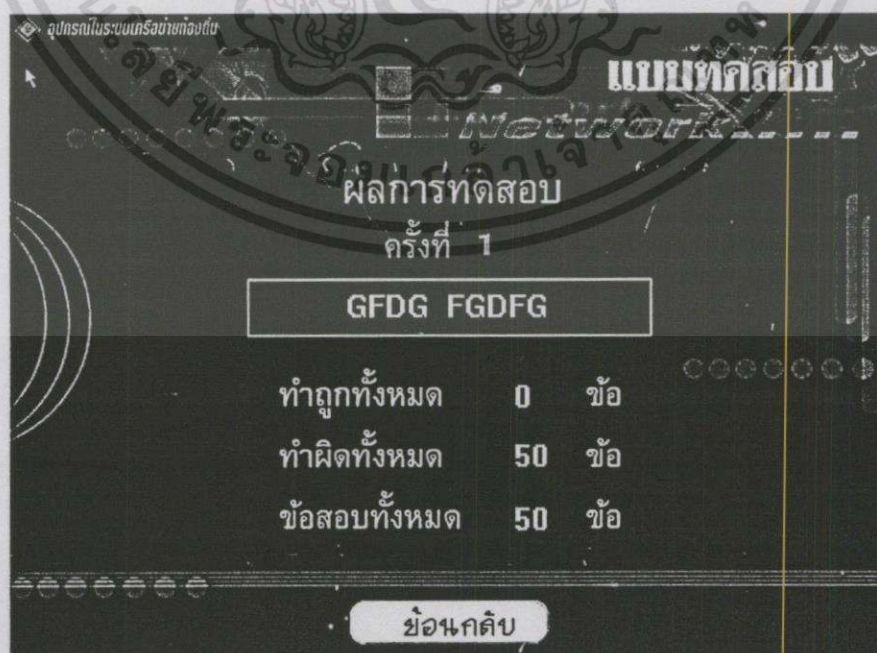 อุปกรณ์ในระบบเครือข่ายท้องถิ่น
แบบทดสอบ
Network
ผลการทดสอบ
ครั้งที่ 1
GFDG FGDFG
ทำถูกทั้งหมด 0 ข้อ
ทำผิดทั้งหมด 50 ข้อ
ข้อสอบทั้งหมด 50 ข้อ
ย้อนกลับ